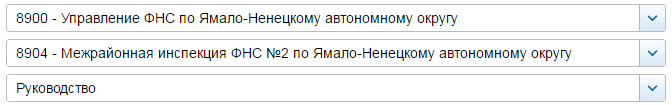 8900 - Управление ФНС по Ямало-Ненецкому автономному округу
8904 - Межрайонная инспекция ФНС №2 по Ямало-Ненецкому автономному округу
Руководство